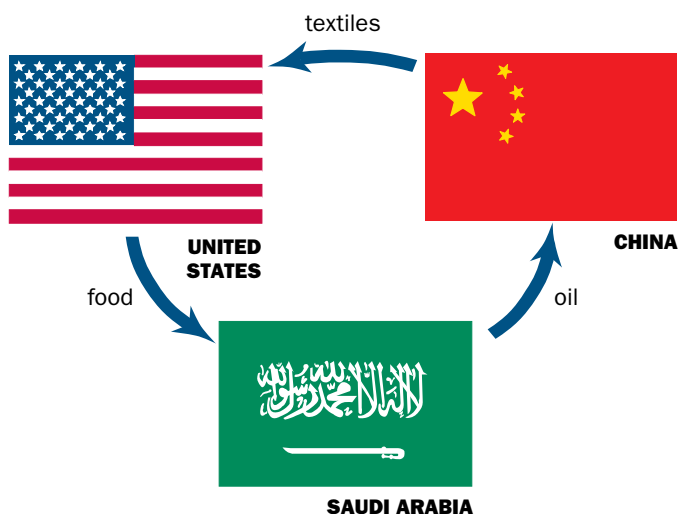 textiles
UNITED
STATES
CHINA
food
oil
لا إله إلا الله محمد رسول الله
SAUDI ARABIA